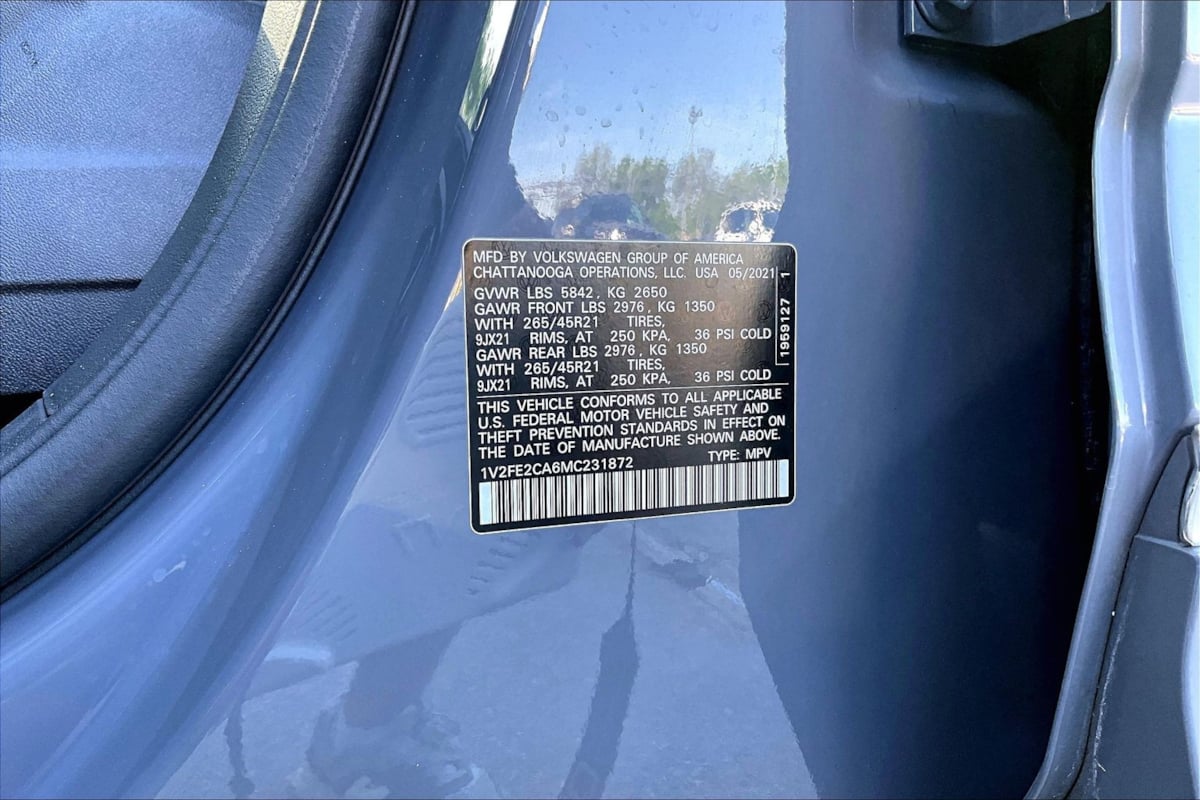 MFD BY VOLKSWAGEN GROUP OF AMERICA
CHATTANOOGA OPERATIONS, LLC. USA 05/2021
GVWR LBS 5842, KG 2650
GAWR FRONT LBS 2976, KG 1350
WITH 265/45R21 TIRES,
9JX21 RIMS, AT 250 KPA, 36 PSI COLD
GAWR REAR LBS 2976, KG 1350
WITH 265/45R21 TIRES,
9JX21 RIMS, AT 250 KPA, 36 PSI COLD
1959127 1
THIS VEHICLE CONFORMS TO ALL APPLICABLE
U.S. FEDERAL MOTOR VEHICLE SAFETY AND
THEFT PREVENTION STANDARDS IN EFFECT ON
THE DATE OF MANUFACTURE SHOWN ABOVE.
1V2FE2CA6MC231872 TYPE: MPV